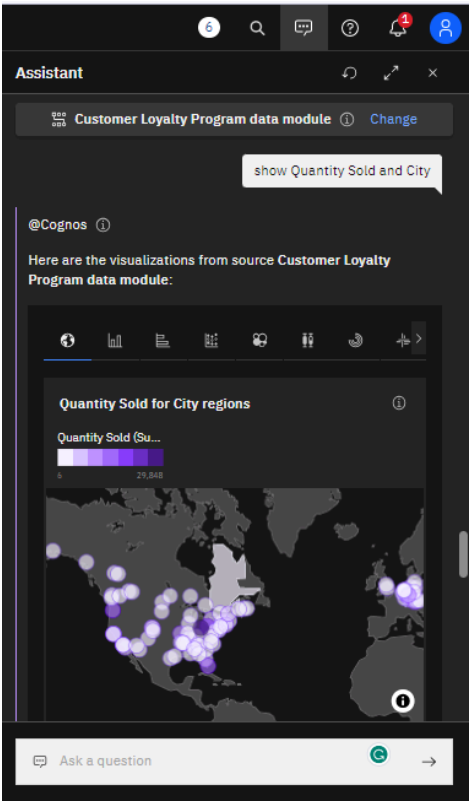 6
1
Assistant
Customer Loyalty Program data module Change
show Quantity Sold and City
@Cognos
Here are the visualizations from source Customer Loyalty
Program data module:
Quantity Sold for City regions
Quantity Sold (Su...
6 29,848
Ask a question
G